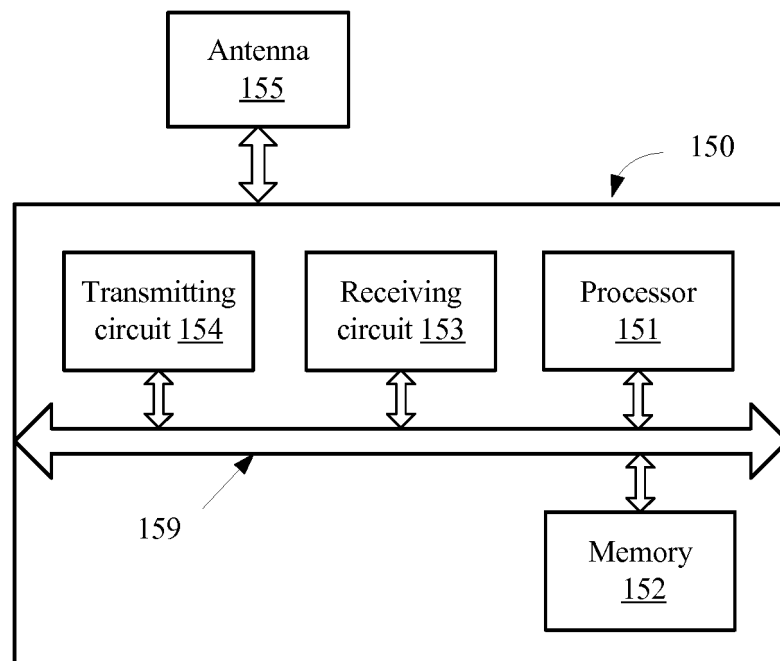 Antenna
155
150
Transmitting
circuit 154
Receiving
circuit 153
Processor
151
159
Memory
152